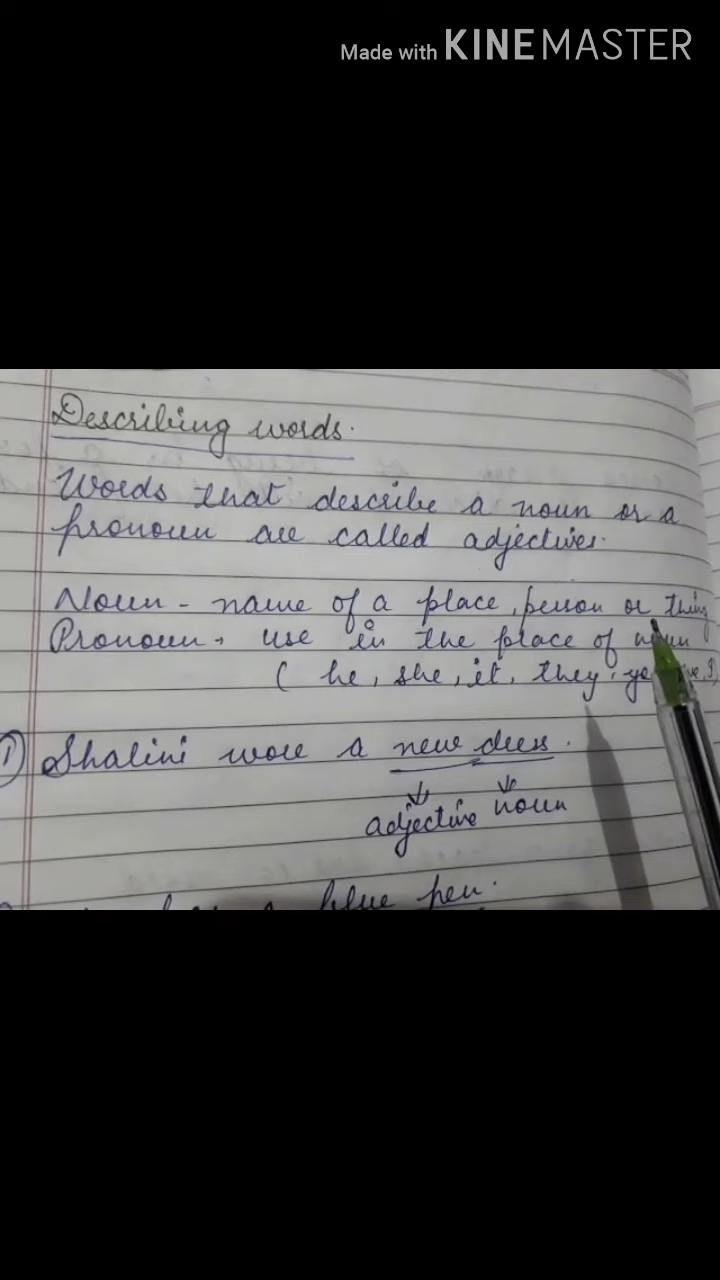 Made with KINEMASTER
Describing words.
Words that describe a noun or a
pronoun are called adjectives.
Noun - name of a place, person or thing
Pronoun - use in the place of noun
( he, she, it, they,
1) Shalini wore a new dress.
adjective noun
a blue pen.